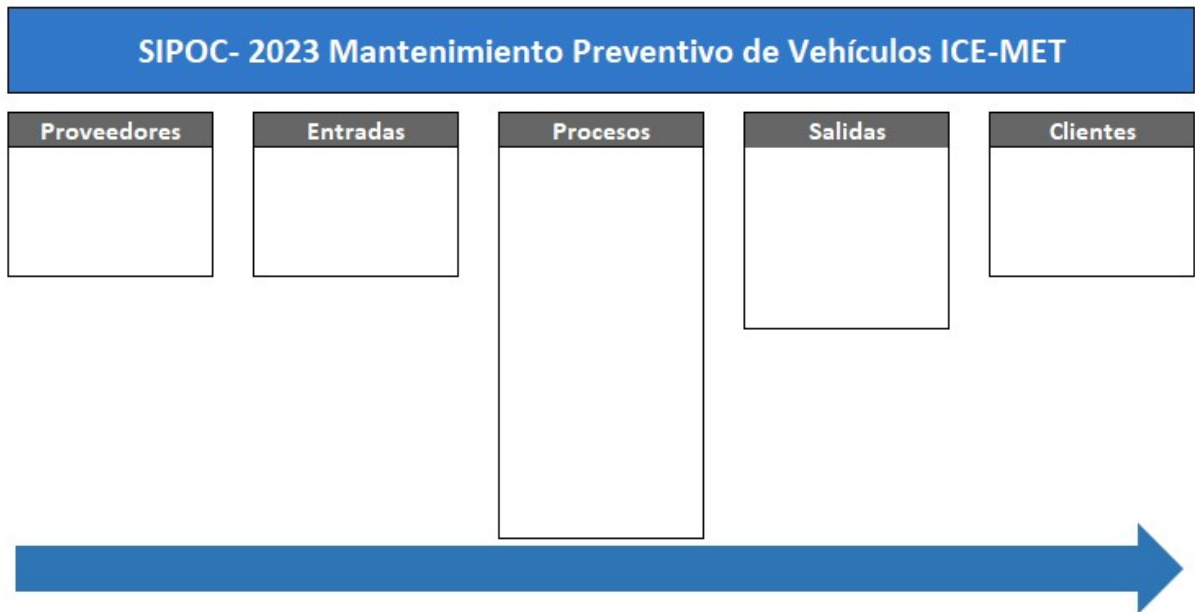 SIPOC- 2023 Mantenimiento Preventivo de Vehículos ICE-MET
Proveedores
Entradas
Procesos
Salidas
Clientes